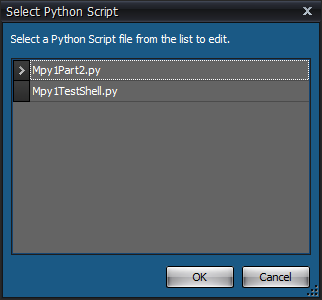 Select Python Script
Select a Python Script file from the list to edit.
Mpy1Part2.py
Mpy1TestShell.py
OK
Cancel